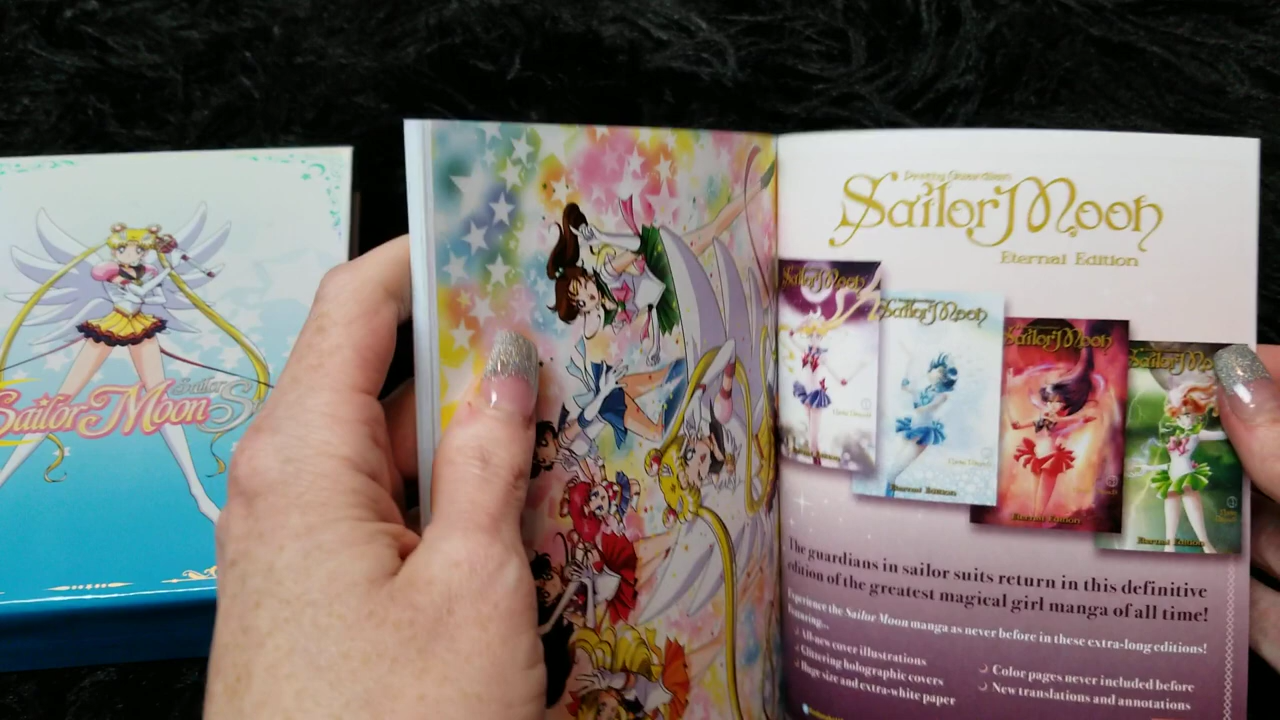 Sailor Moon Sailor S
Pretty Guardian
Sailor Moon
Eternal Edition
Sailor Moon
Eternal Edition
Sailor Moon
Eternal Edition
Sailor Moon
Eternal Edition
Sailor Mo
Eternal Edition
The guardians in sailor suits return in this definitive
edition of the greatest magical girl manga of all time!
Experience the Sailor Moon manga as never before in these extra-long editions!
Featuring...
All-new cover illustrations
Glittering holographic covers
Huge size and extra-white paper
Color pages never included before
New translations and annotations